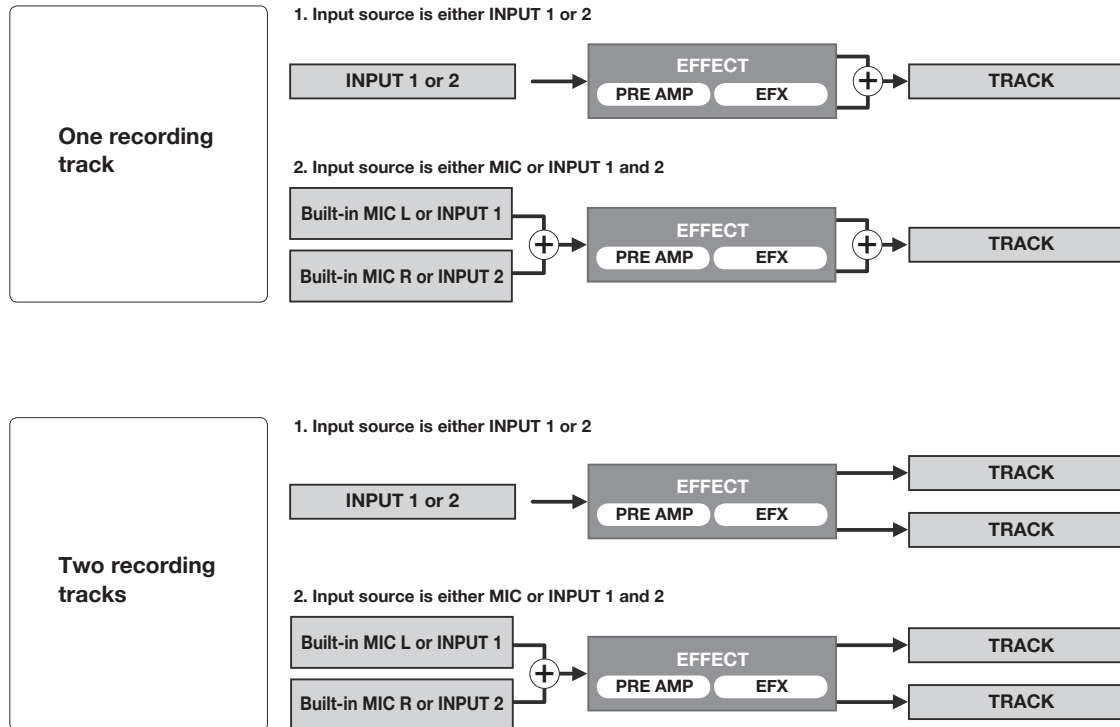 1. Input source is either INPUT 1 or 2
INPUT 1 or 2
EFFECT
PRE AMP
EFX
TRACK
One recording
track
2. Input source is either MIC or INPUT 1 and 2
Built-in MIC L or INPUT 1
Built-in MIC R or INPUT 2
EFFECT
PRE AMP
EFX
TRACK
1. Input source is either INPUT 1 or 2
INPUT 1 or 2
EFFECT
PRE AMP
EFX
TRACK
TRACK
Two recording
tracks
2. Input source is either MIC or INPUT 1 and 2
Built-in MIC L or INPUT 1
Built-in MIC R or INPUT 2
EFFECT
PRE AMP
EFX
TRACK
TRACK